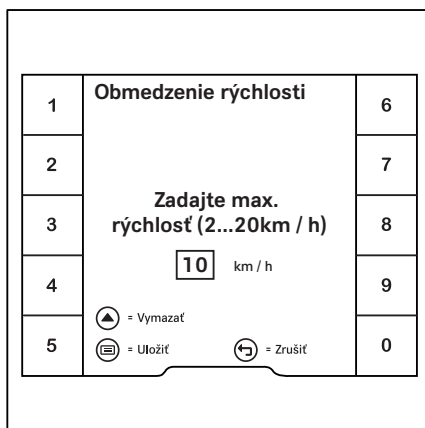 Obmedzenie rýchlosti
1
2
3
4
5
6
7
8
9
0
Zadajte max.
rýchlosť (2...20km / h)
10 km / h
= Vymazať
= Uložiť
= Zrušiť